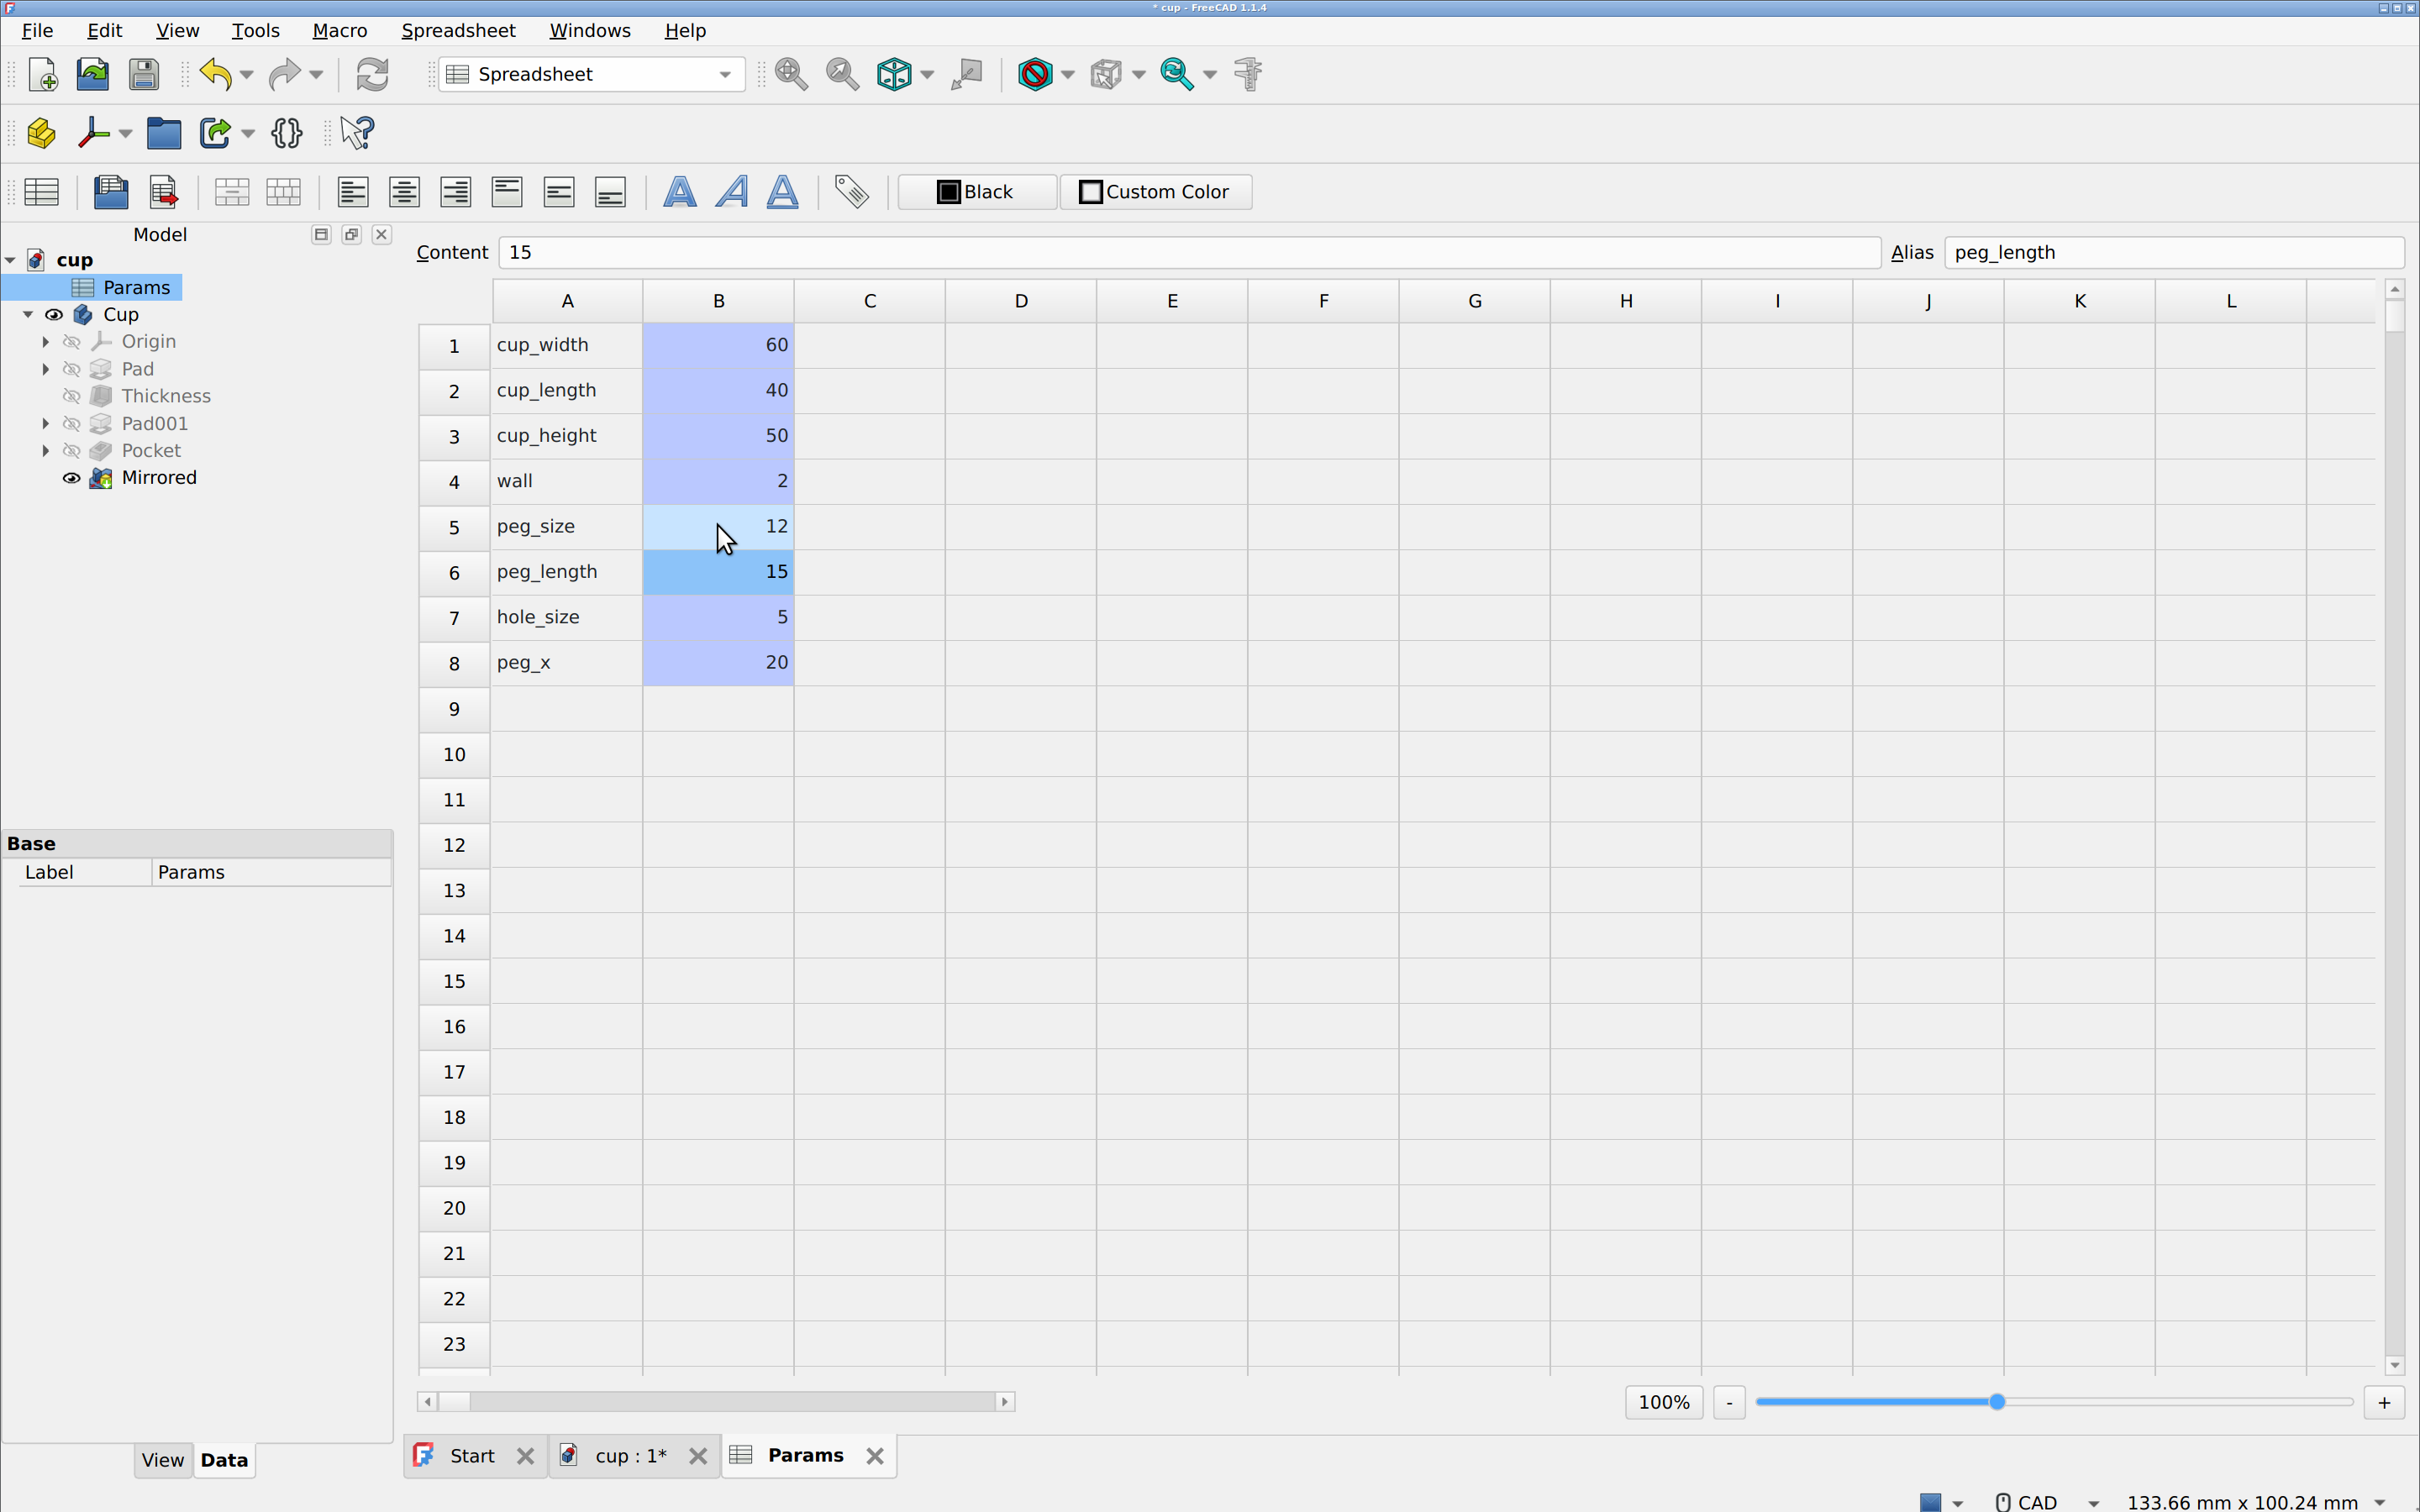 * cup - FreeCAD 1.1.4
File Edit View Tools Macro Spreadsheet Windows Help
Spreadsheet
Black Custom Color
Model
cup
Params
Cup
Origin
Pad
Thickness
Pad001
Pocket
Mirrored
Base
Label Params
View Data
Content 15 Alias peg_length
A B C D E F G H I J K L
1 cup_width 60
2 cup_length 40
3 cup_height 50
4 wall 2
5 peg_size 12
6 peg_length 15
7 hole_size 5
8 peg_x 20
9
10
11
12
13
14
15
16
17
18
19
20
21
22
23
100% - +
Start cup : 1* Params
CAD 133.66 mm x 100.24 mm